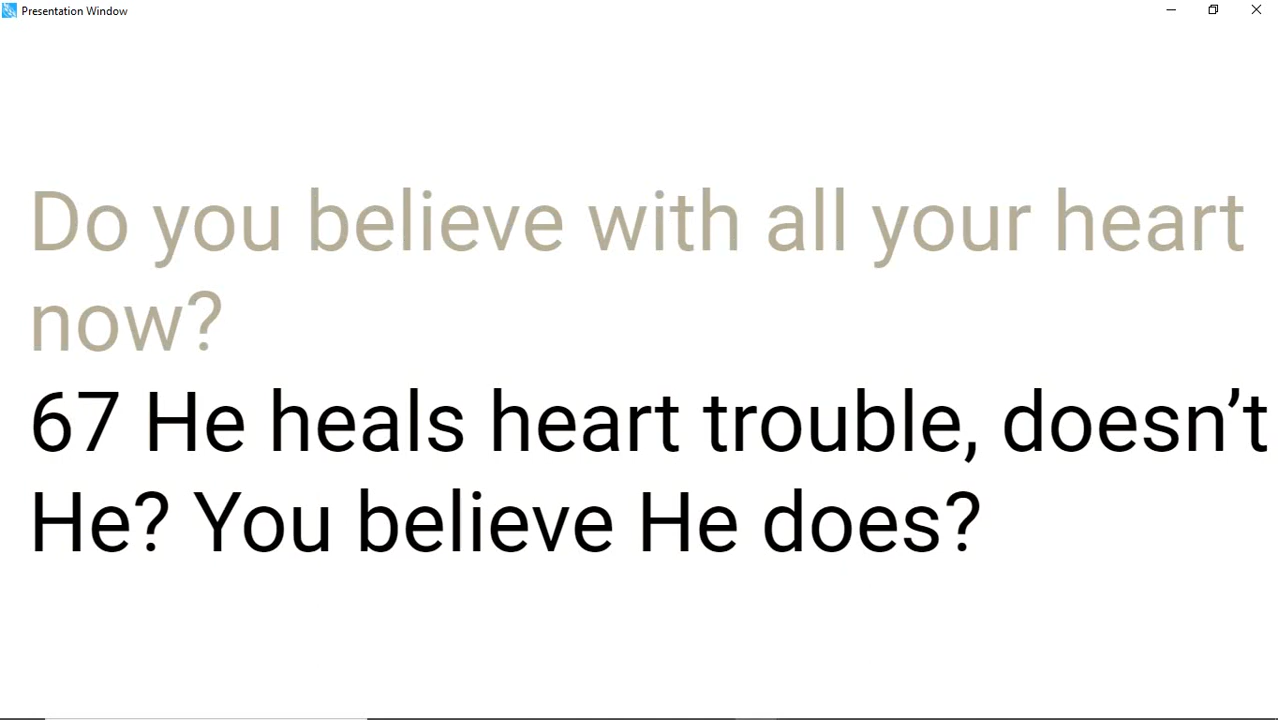 Presentation Window
Do you believe with all your heart
now?
67 He heals heart trouble, doesn’t
He? You believe He does?